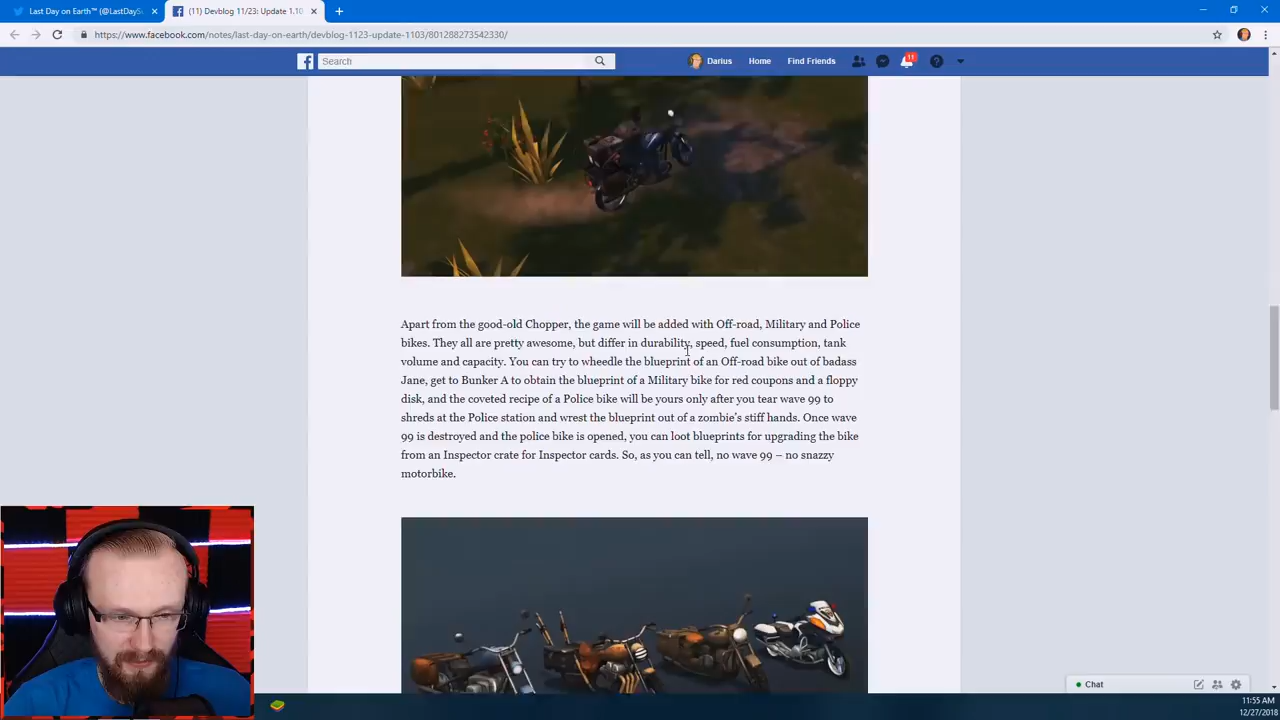 Last Day on Earth™ (@LastDayS
(11) Devblog 11/23: Update 1.10
https://www.facebook.com/notes/last-day-on-earth/devblog-1123-update-1103/801288273542330/
Search
Darius
Home
Find Friends
11
Apart from the good-old Chopper, the game will be added with Off-road, Military and Police
bikes. They all are pretty awesome, but differ in durability, speed, fuel consumption, tank
volume and capacity. You can try to wheedle the blueprint of an Off-road bike out of badass
Jane, get to Bunker A to obtain the blueprint of a Military bike for red coupons and a floppy
disk, and the coveted recipe of a Police bike will be yours only after you tear wave 99 to
shreds at the Police station and wrest the blueprint out of a zombie's stiff hands. Once wave
99 is destroyed and the police bike is opened, you can loot blueprints for upgrading the bike
from an Inspector crate for Inspector cards. So, as you can tell, no wave 99 – no snazzy
motorbike.
Chat
11:55 AM
12/27/2018